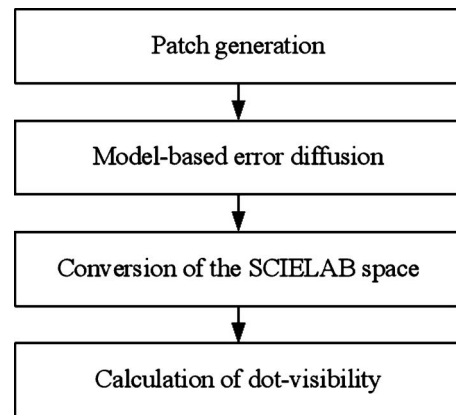 Patch generation
Model-based error diffusion
Conversion of the SCIELAB space
Calculation of dot-visibility